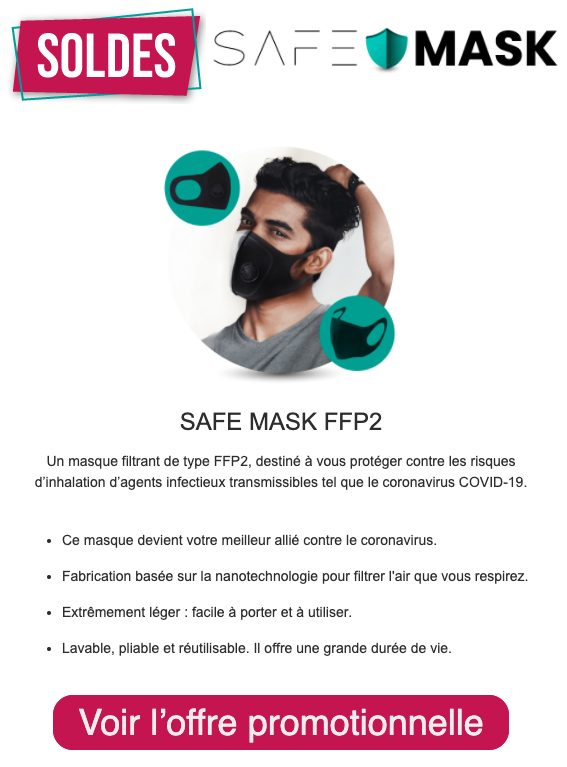 SOLDES SAFE MASK
SAFE MASK FFP2
Un masque filtrant de type FFP2, destiné à vous protéger contre les risques
d'inhalation d'agents infectieux transmissibles tel que le coronavirus COVID-19.
• Ce masque devient votre meilleur allié contre le coronavirus.
• Fabrication basée sur la nanotechnologie pour filtrer l'air que vous respirez.
• Extrêmement léger : facile à porter et à utiliser.
• Lavable, pliable et réutilisable. Il offre une grande durée de vie.
Voir l'offre promotionnelle